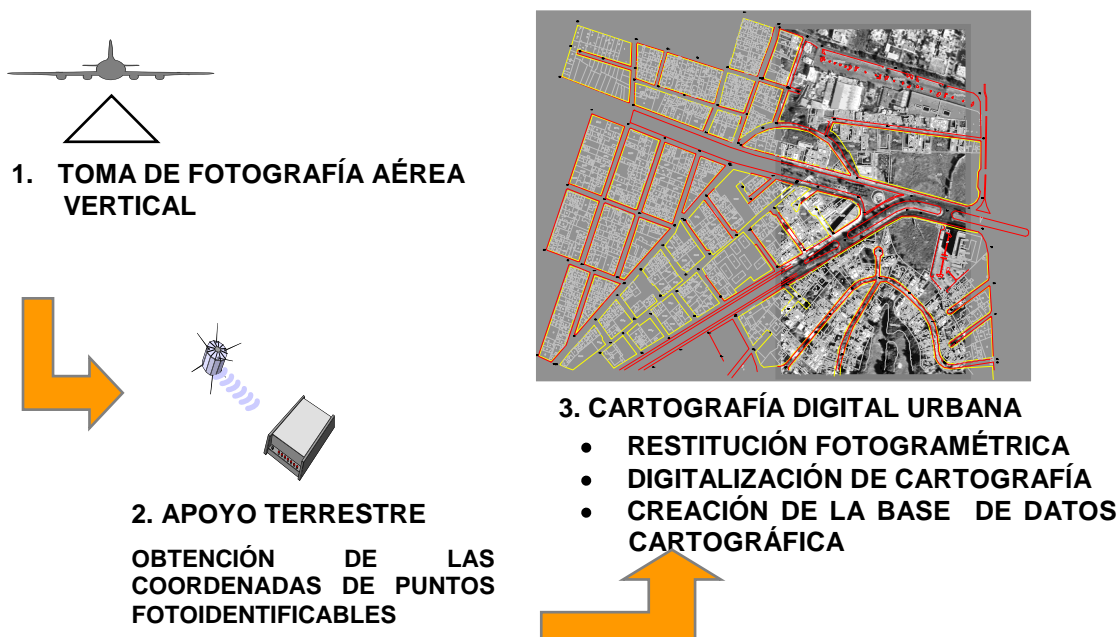 1. TOMA DE FOTOGRAFÍA AÉREA
VERTICAL
2. APOYO TERRESTRE
OBTENCIÓN DE LAS
COORDENADAS DE PUNTOS
FOTOIDENTIFICABLES
3. CARTOGRAFÍA DIGITAL URBANA
• RESTITUCIÓN FOTOGRAMÉTRICA
• DIGITALIZACIÓN DE CARTOGRAFÍA
• CREACIÓN DE LA BASE DE DATOS
CARTOGRÁFICA